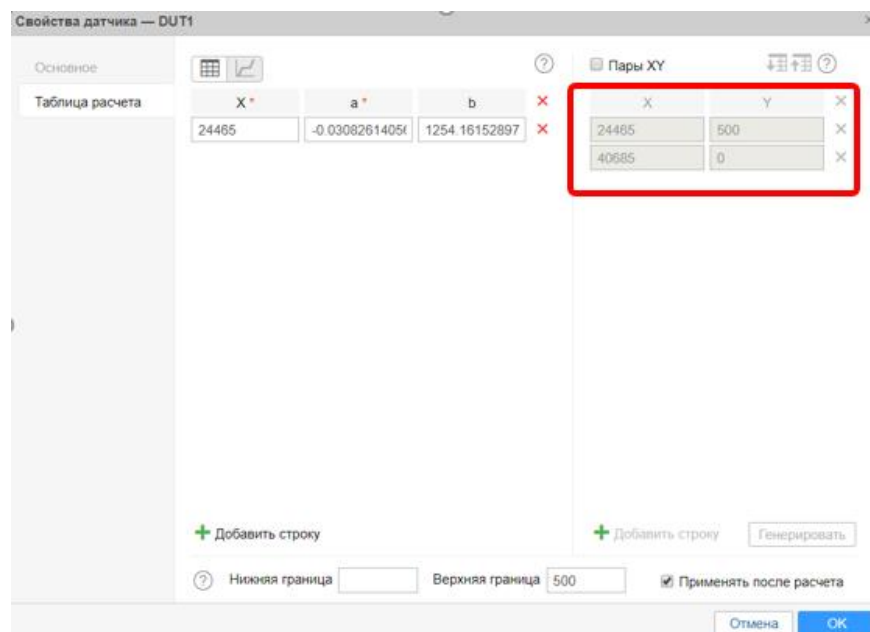 Свойства датчика — DUT1
Основное
Таблица расчета
Пары XY
X * a * b
24465 -0.0308261405 1254.16152897
X Y
24465 500
40685 0
Добавить строку
Добавить строку Генерировать
Нижняя граница Верхняя граница 500 Применять после расчета
Отмена OK